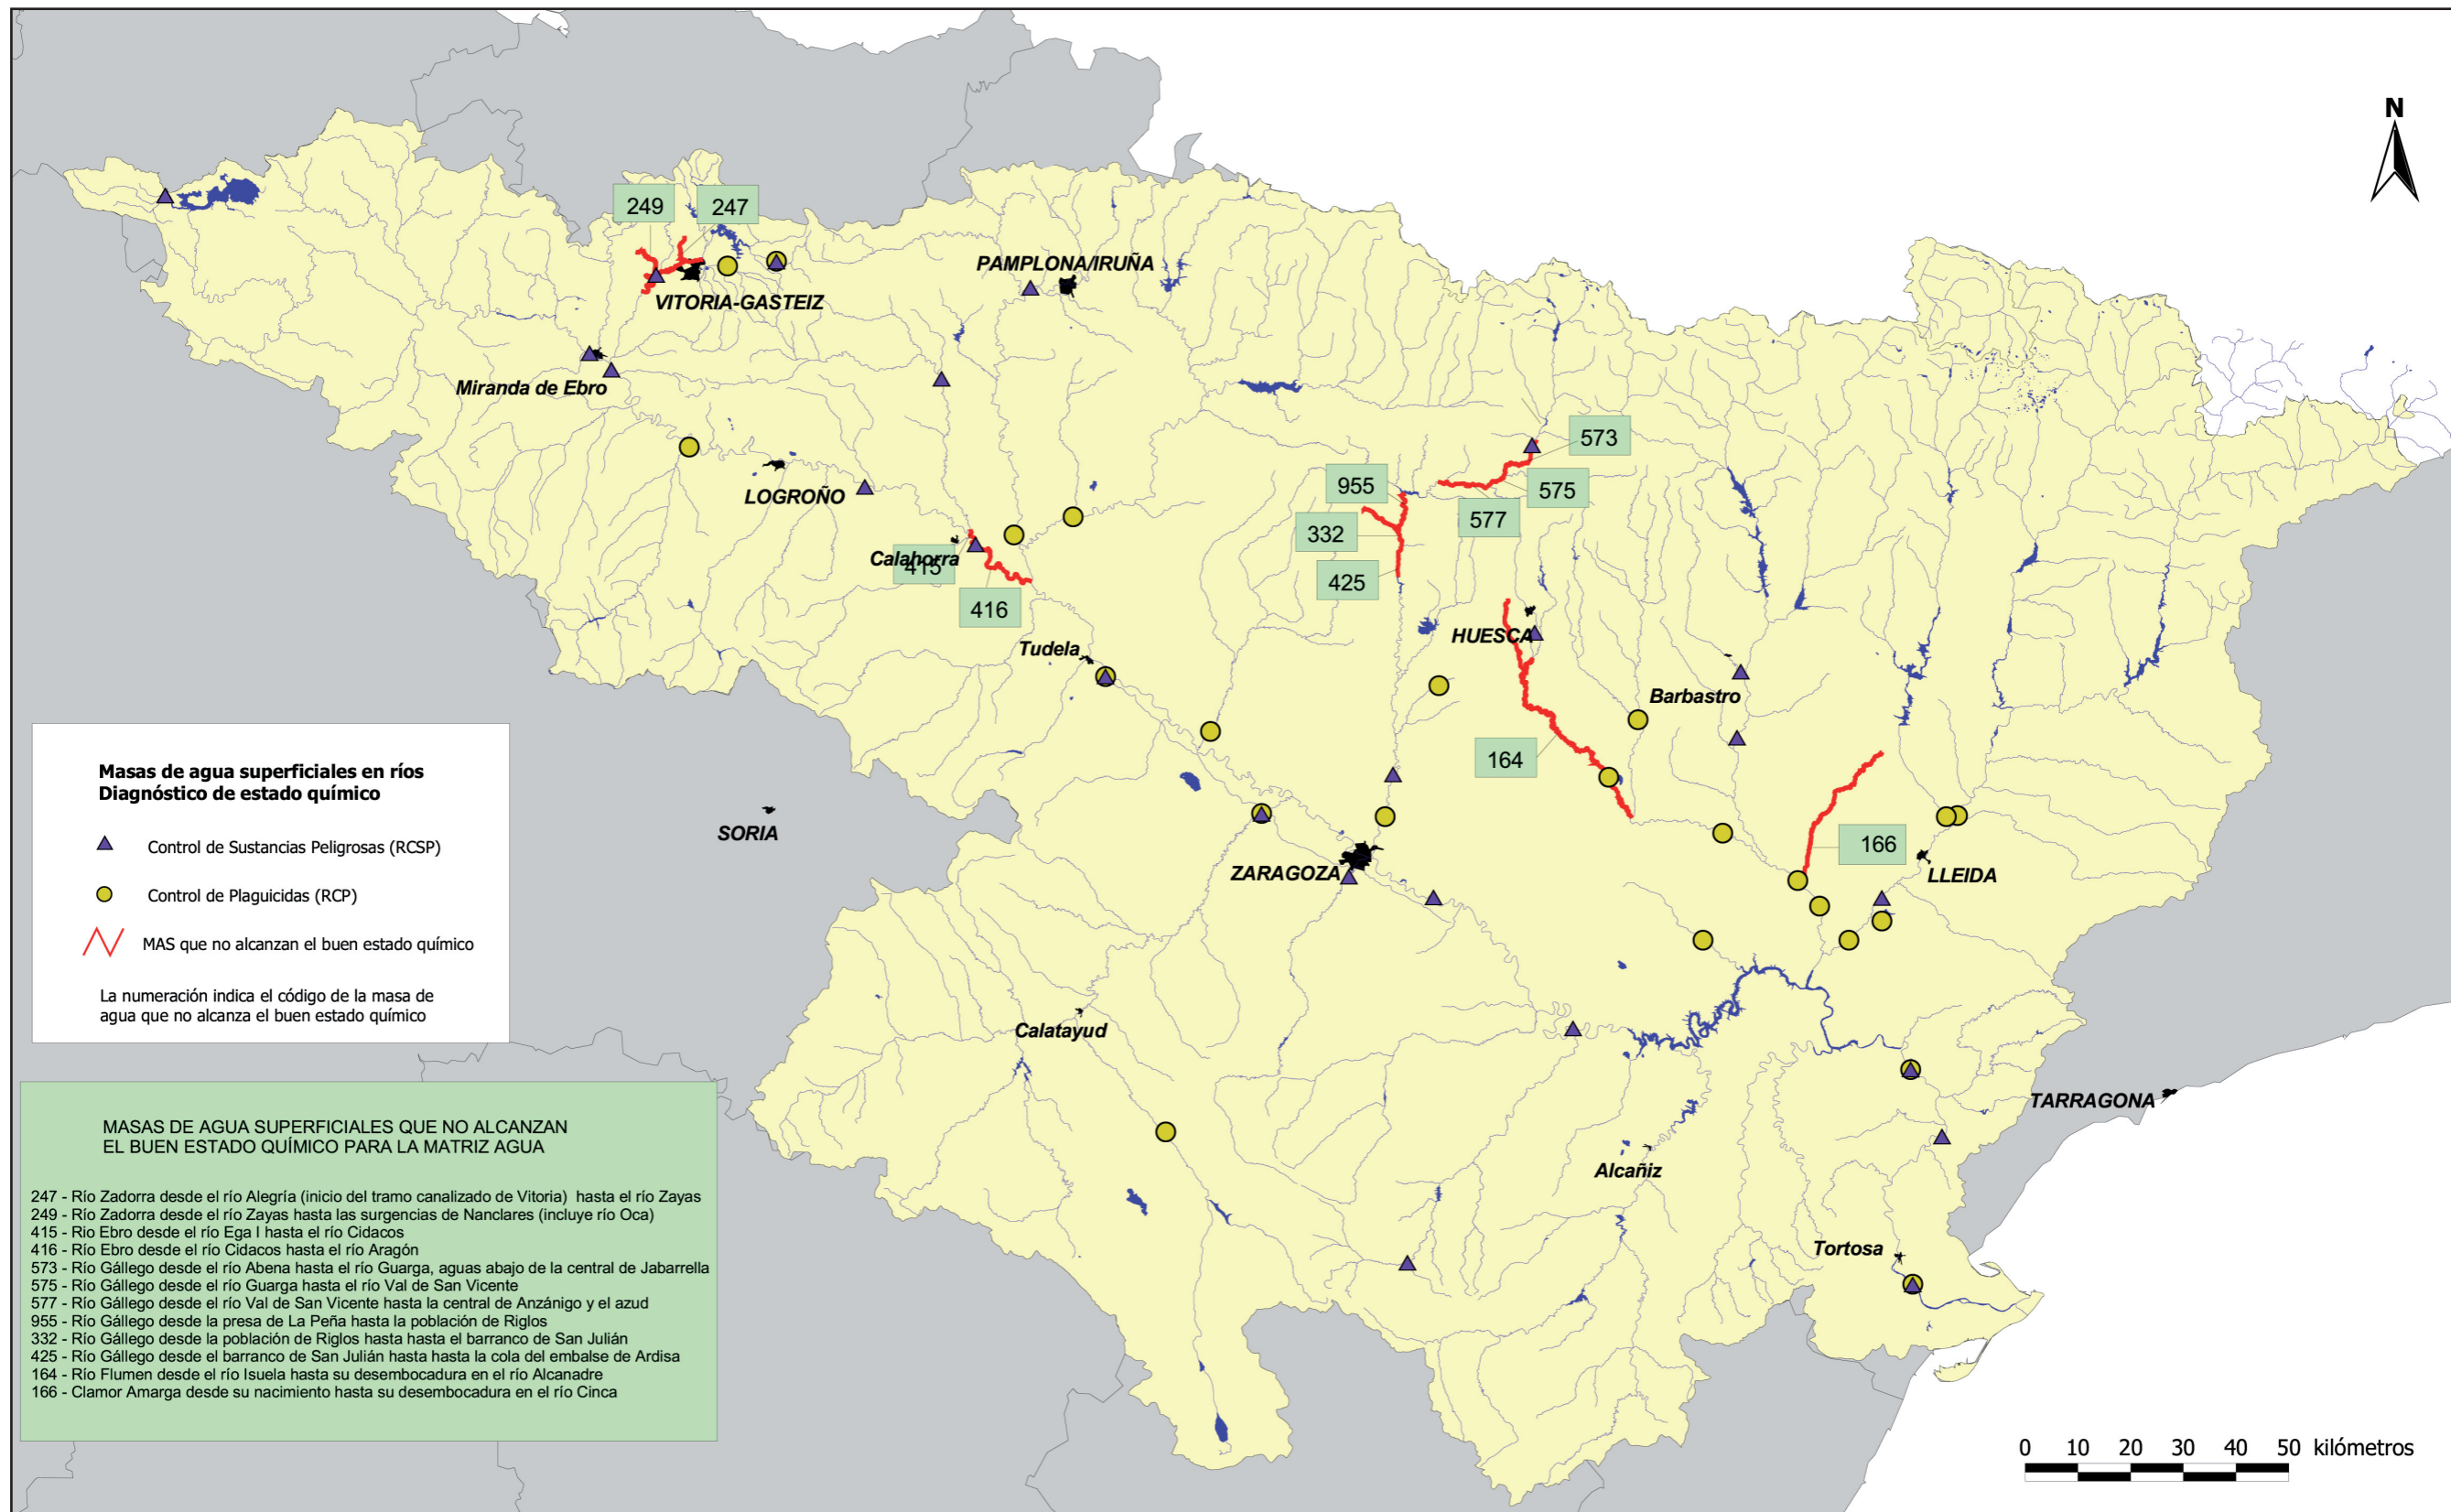 N
249
247
PAMPLONA/IRUÑA
VITORIA-GASTEIZ
Miranda de Ebro
573
955
575
LOGROÑO
577
332
Calahorra
415
425
416
HUESCA
Tudela
Barbastro
164
Masas de agua superficiales en ríos
Diagnóstico de estado químico
Control de Sustancias Peligrosas (RCSP)
Control de Plaguicidas (RCP)
MAS que no alcanzan el buen estado químico
La numeración indica el código de la masa de
agua que no alcanza el buen estado químico
SORIA
166
ZARAGOZA
LLEIDA
Calatayud
TARRAGONA
Alcañiz
Tortosa
MASAS DE AGUA SUPERFICIALES QUE NO ALCANZAN
EL BUEN ESTADO QUÍMICO PARA LA MATRIZ AGUA
247 - Río Zadorra desde el río Alegría (inicio del tramo canalizado de Vitoria) hasta el río Zayas
249 - Río Zadorra desde el río Zayas hasta las surgencias de Nanclares (incluye río Oca)
415 - Rio Ebro desde el río Ega I hasta el río Cidacos
416 - Río Ebro desde el río Cidacos hasta el río Aragón
573 - Río Gállego desde el río Abena hasta el río Guarga, aguas abajo de la central de Jabarrella
575 - Río Gállego desde el río Guarga hasta el río Val de San Vicente
577 - Río Gállego desde el río Val de San Vicente hasta la central de Anzánigo y el azud
955 - Río Gállego desde la presa de La Peña hasta la población de Riglos
332 - Río Gállego desde la población de Riglos hasta hasta el barranco de San Julián
425 - Río Gállego desde el barranco de San Julián hasta hasta la cola del embalse de Ardisa
164 - Río Flumen desde el río Isuela hasta su desembocadura en el río Alcanadre
166 - Clamor Amarga desde su nacimiento hasta su desembocadura en el río Cinca
0 10 20 30 40 50 kilómetros